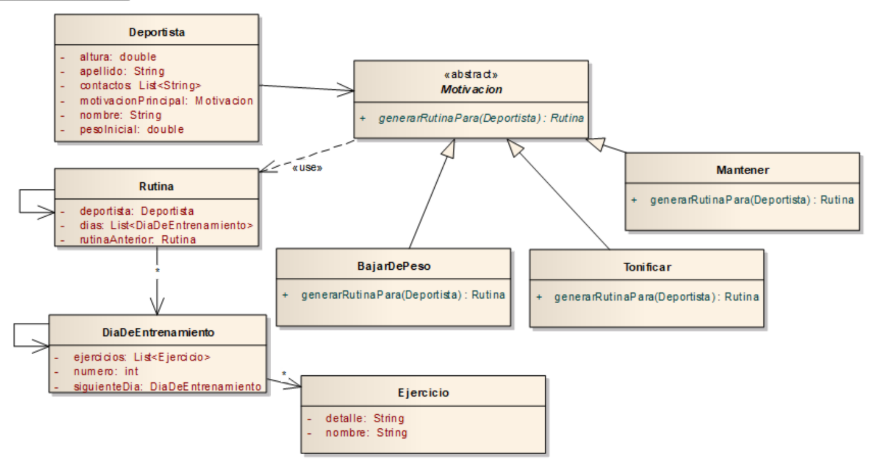 Deportista
- altura: double
- apellido: String
- contactos: List<String>
- motivacionPrincipal: Motivacion
- nombre: String
- pesoInicial: double
«abstract»
Motivacion
+ generarRutinaPara(Deportista) : Rutina
«use»
Mantener
+ generarRutinaPara(Deportista) : Rutina
Rutina
- deportista: Deportista
- dias: List<DiaDeEntrenamiento>
- rutinaAnterior: Rutina
*
BajarDePeso
+ generarRutinaPara(Deportista) : Rutina
Tonificar
+ generarRutinaPara(Deportista) : Rutina
DiaDeEntrenamiento
- ejercicios: List<Ejercicio>
- numero: int
- siguienteDia: DiaDeEntrenamiento
*
Ejercicio
- detalle: String
- nombre: String